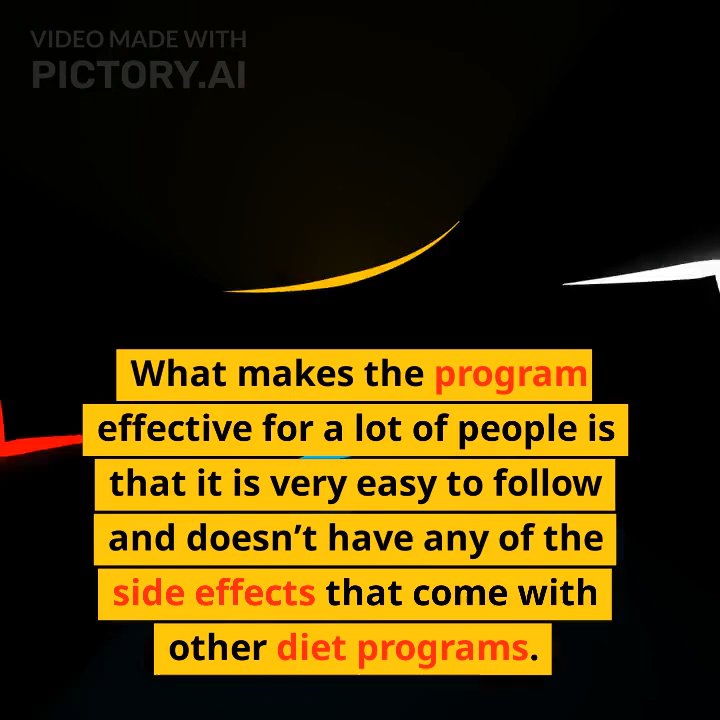 VIDEO MADE WITH
PICTORY.AI
What makes the program
effective for a lot of people is
that it is very easy to follow
and doesn’t have any of the
side effects that come with
other diet programs.